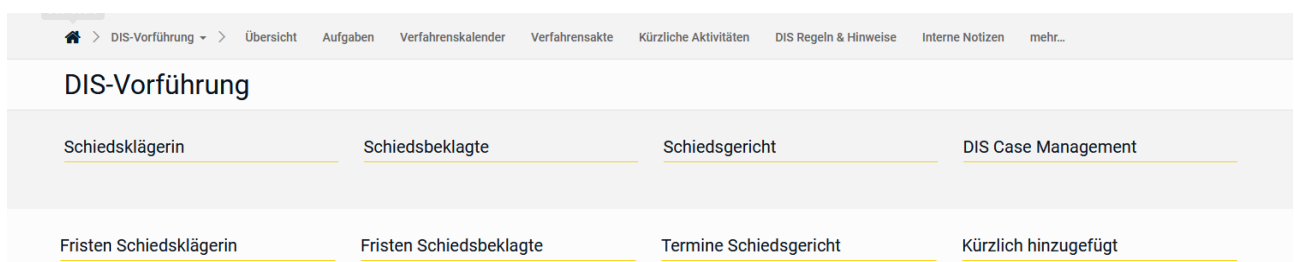 DIS-Vorführung Übersicht Aufgaben Verfahrenskalender Verfahrensakte Kürzliche Aktivitäten DIS Regeln & Hinweise Interne Notizen mehr...
DIS-Vorführung
Schiedsklägerin Schiedsbeklagte Schiedsgericht DIS Case Management
Fristen Schiedsklägerin Fristen Schiedsbeklagte Termine Schiedsgericht Kürzlich hinzugefügt